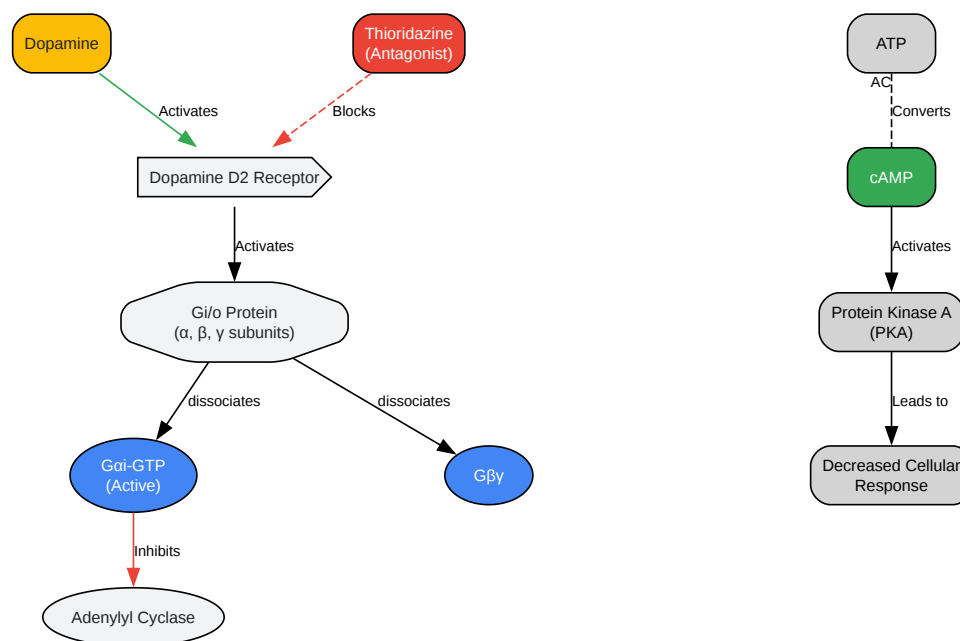 Dopamine
Thioridazine
(Antagonist)
ATP
AC
Activates
Blocks
Converts
Dopamine D2 Receptor
cAMP
Activates
Activates
Gi/o Protein
(α, β, γ subunits)
Protein Kinase A
(PKA)
dissociates
dissociates
Leads to
Gαi-GTP
(Active)
Gβγ
Decreased Cellular
Response
Inhibits
Adenylyl Cyclase